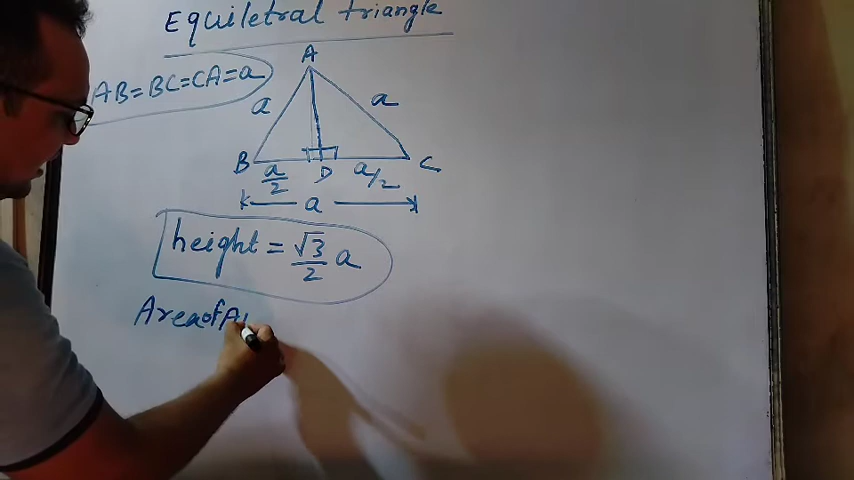 Equiletral triangle
AB=BC=CA=a
A
a
a
B
a/2
D
a/2
C
a
height = √3/2 a
Area of A